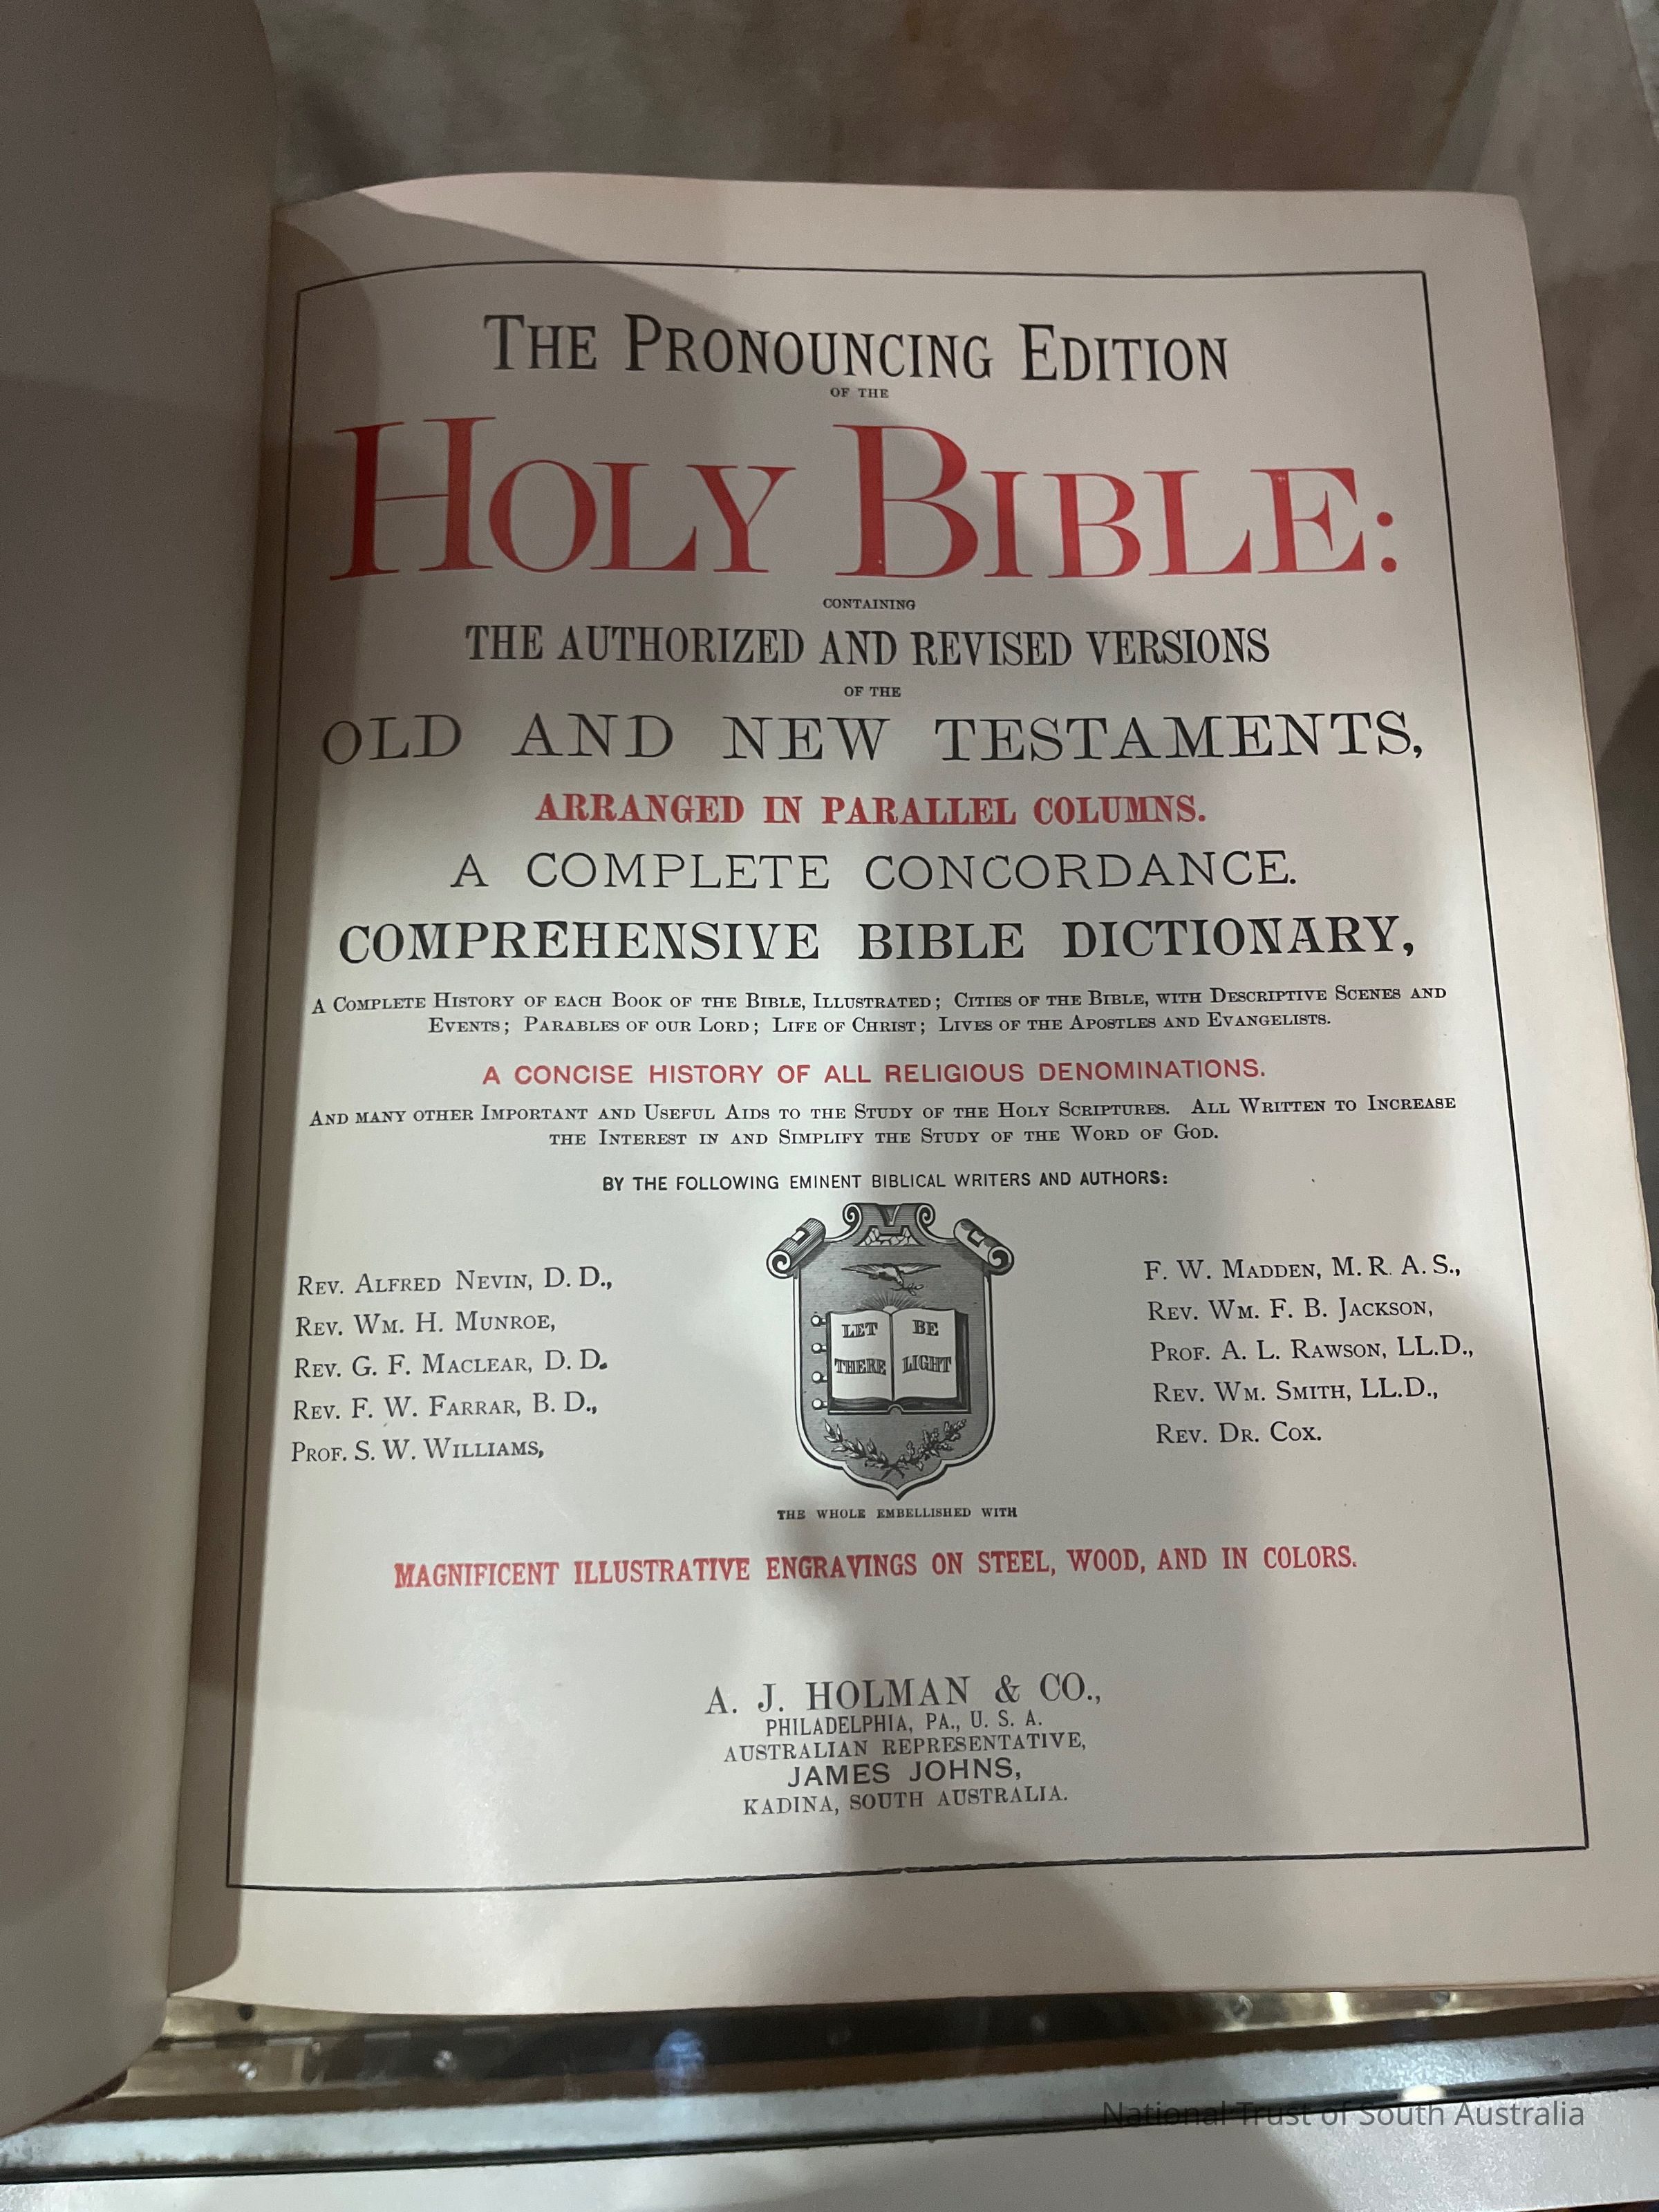 THE PRONOUNCING EDITION
OF THE
HOLY BIBLE:
CONTAINING
THE AUTHORIZED AND REVISED VERSIONS
OF THE
OLD AND NEW TESTAMENTS,
ARRANGED IN PARALLEL COLUMNS.
A COMPLETE CONCORDANCE.
COMPREHENSIVE BIBLE DICTIONARY,
A COMPLETE HISTORY OF EACH BOOK OF THE BIBLE, ILLUSTRATED; CITIES OF THE BIBLE, WITH DESCRIPTIVE SCENES AND
EVENTS; PARABLES OF OUR LORD; LIFE OF CHRIST; LIVES OF THE APOSTLES AND EVANGELISTS.
A CONCISE HISTORY OF ALL RELIGIOUS DENOMINATIONS.
AND MANY OTHER IMPORTANT AND USEFUL AIDS TO THE STUDY OF THE HOLY SCRIPTURES. ALL WRITTEN TO INCREASE
THE INTEREST IN AND SIMPLIFY THE STUDY OF THE WORD OF GOD.
BY THE FOLLOWING EMINENT BIBLICAL WRITERS AND AUTHORS:
REV. ALFRED NEVIN, D. D.,
REV. WM. H. MUNROE,
REV. G. F. MACLEAR, D. D.
REV. F. W. FARRAR, B. D.,
PROF. S. W. WILLIAMS,
LET BE
THERE LIGHT
F. W. MADDEN, M. R. A. S.,
REV. WM. F. B. JACKSON,
PROF. A. L. RAWSON, LL.D.,
REV. WM. SMITH, LL.D.,
REV. DR. COX.
THE WHOLE EMBELLISHED WITH
MAGNIFICENT ILLUSTRATIVE ENGRAVINGS ON STEEL, WOOD, AND IN COLORS.
A. J. HOLMAN & CO.,
PHILADELPHIA, PA., U. S. A.
AUSTRALIAN REPRESENTATIVE,
JAMES JOHNS,
KADINA, SOUTH AUSTRALIA.
National Trust of South Australia